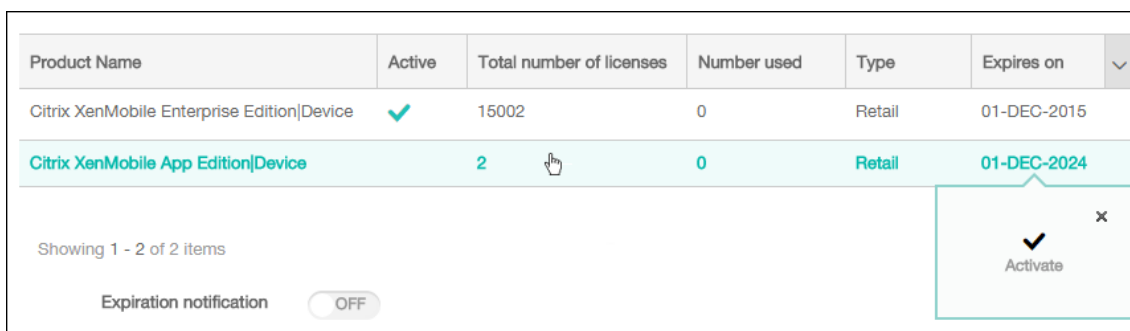 Product Name Active Total number of licenses Number used Type Expires on
Citrix XenMobile Enterprise Edition|Device 15002 0 Retail 01-DEC-2015
Citrix XenMobile App Edition|Device 2 0 Retail 01-DEC-2024
Activate
Showing 1 - 2 of 2 items
Expiration notification OFF